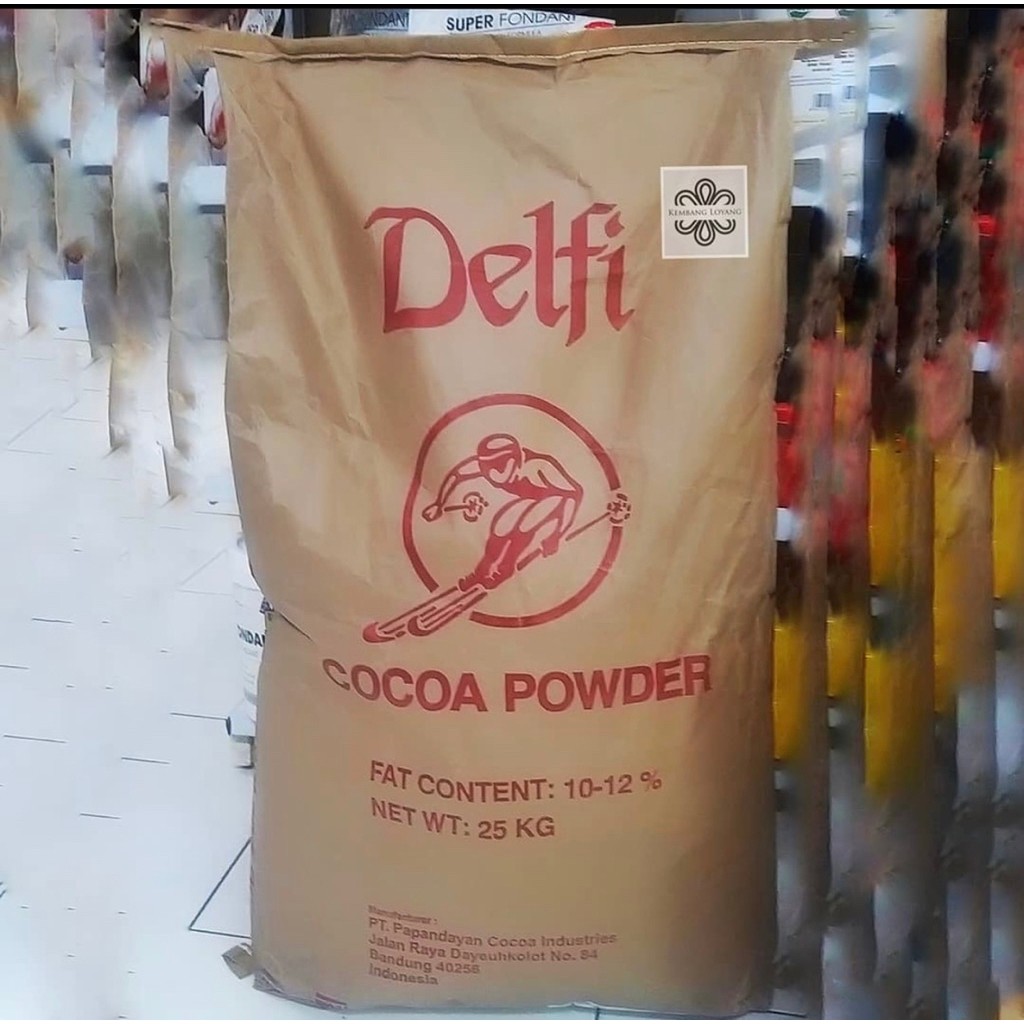 SUPER FONDANT
Delfi
KEMBANG LOYANG
COCOA POWDER
FAT CONTENT: 10-12 %
NET WT: 25 KG
Manufacturer :
PT. Papandayan Cocoa Industries
Jalan Raya Dayeuhkolot No. 84
Bandung 40258
Indonesia